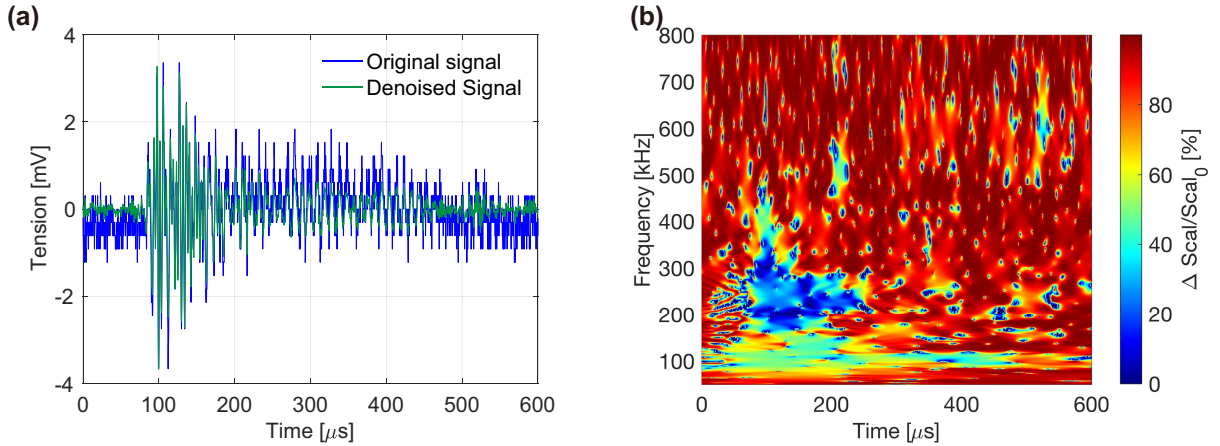 (a)
4
2
0
-2
-4
Tension [mV]
Original signal
Denoised Signal
0 100 200 300 400 500 600
Time [μs]
(b)
800
700
600
500
400
300
200
100
Frequency [kHz]
0 200 400 600
Time [μs]
80
60
40
20
0
Δ Scal/Scal0 [%]